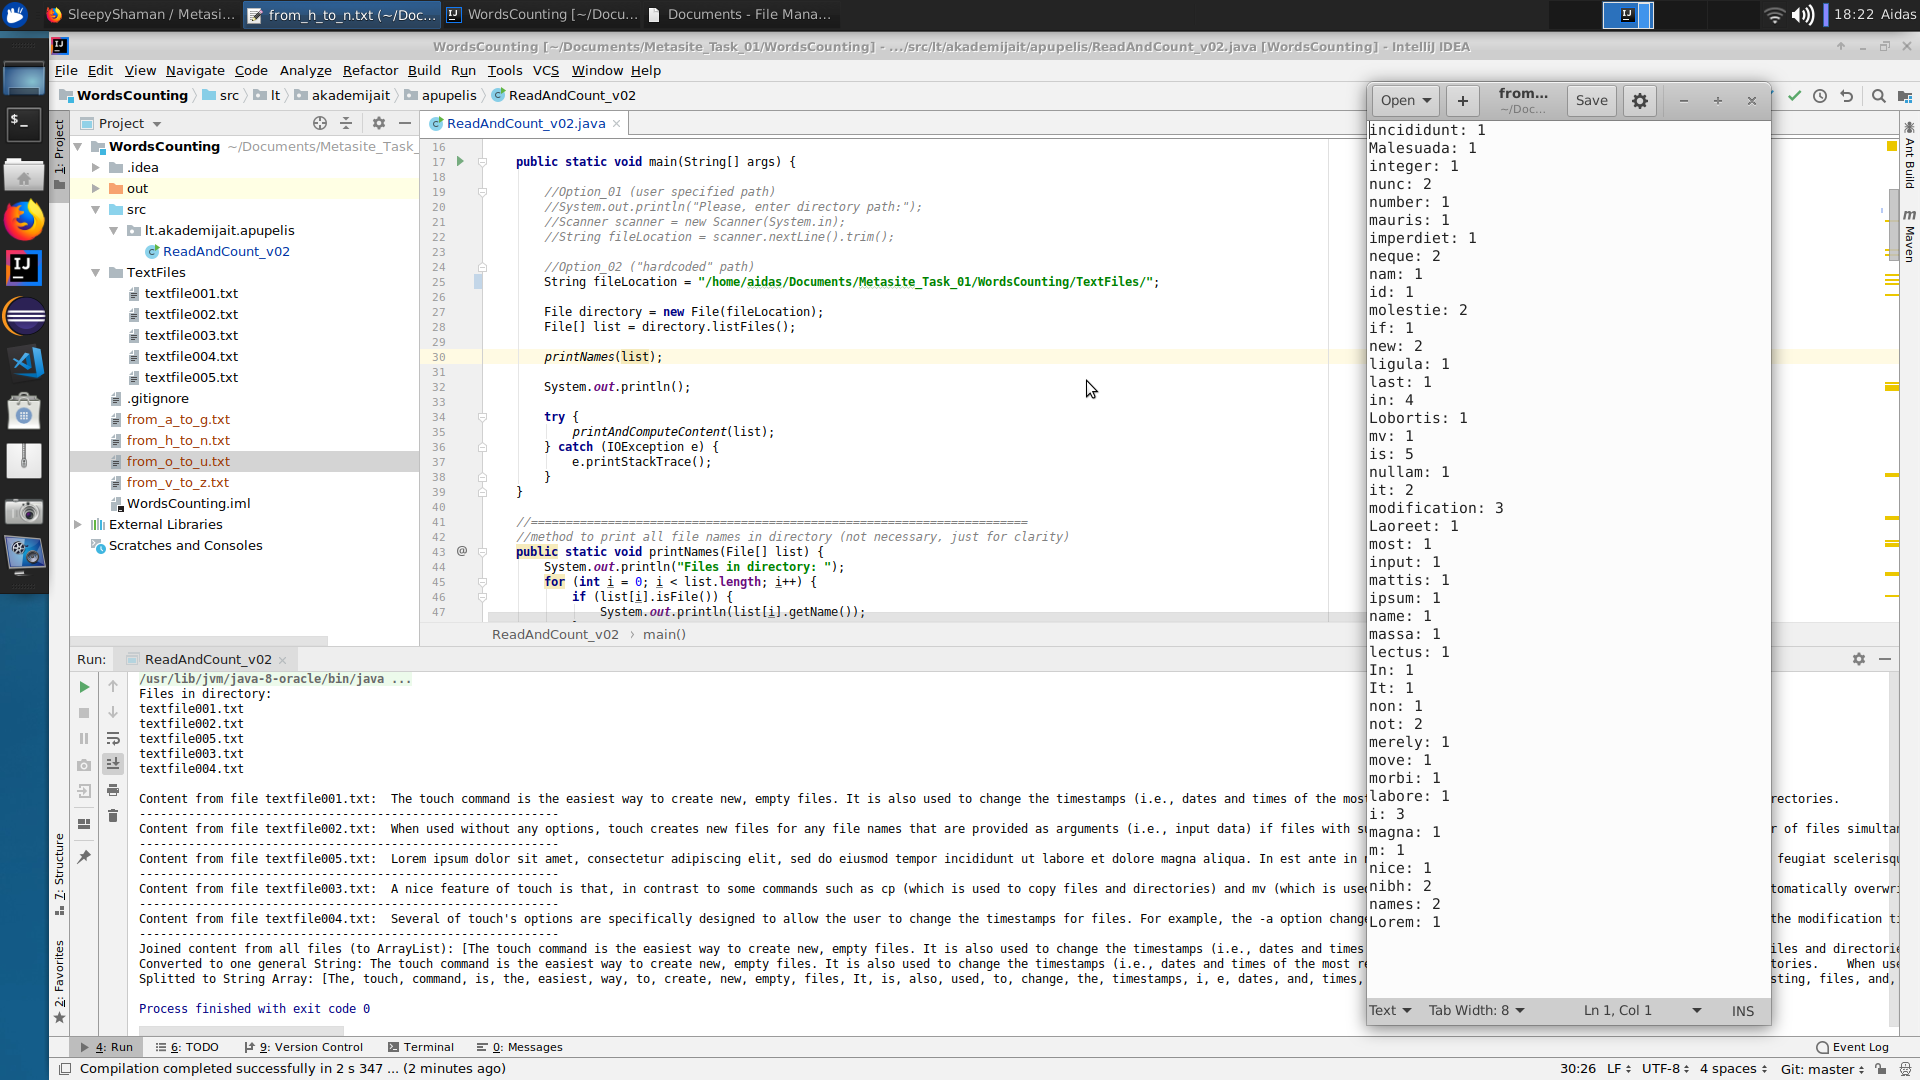 SleepyShaman / Metasi...
from_h_to_n.txt (~/Doc...
WordsCounting [~/Docu...
Documents - File Mana...
18:22 Aidas
WordsCounting [~/Documents/Metasite_Task_01/WordsCounting] - .../src/lt/akademijait/apupelis/ReadAndCount_v02.java [WordsCounting] - IntelliJ IDEA
File Edit View Navigate Code Analyze Refactor Build Run Tools VCS Window Help
WordsCounting src lt akademijait apupelis ReadAndCount_v02
Project
ReadAndCount_v02.java
1: Project
WordsCounting ~/Documents/Metasite_Task_
.idea
out
src
lt.akademijait.apupelis
ReadAndCount_v02
TextFiles
textfile001.txt
textfile002.txt
textfile003.txt
textfile004.txt
textfile005.txt
.gitignore
from_a_to_g.txt
from_h_to_n.txt
from_o_to_u.txt
from_v_to_z.txt
WordsCounting.iml
External Libraries
Scratches and Consoles
16
17 public static void main(String[] args) {
18
19 //Option_01 (user specified path)
20 //System.out.println("Please, enter directory path:");
21 //Scanner scanner = new Scanner(System.in);
22 //String fileLocation = scanner.nextLine().trim();
23
24 //Option_02 ("hardcoded" path)
25 String fileLocation = "/home/aidas/Documents/Metasite_Task_01/WordsCounting/TextFiles/";
26
27 File directory = new File(fileLocation);
28 File[] list = directory.listFiles();
29
30 printNames(list);
31
32 System.out.println();
33
34 try {
35 printAndComputeContent(list);
36 } catch (IOException e) {
37 e.printStackTrace();
38 }
39 }
40
41 //=======================================================================
42 //method to print all file names in directory (not necessary, just for clarity)
43 @ public static void printNames(File[] list) {
44 System.out.println("Files in directory: ");
45 for (int i = 0; i < list.length; i++) {
46 if (list[i].isFile()) {
47 System.out.println(list[i].getName());
ReadAndCount_v02 › main()
Ant Build
Maven
Open
from...
~/Doc...
Save
incididunt: 1
Malesuada: 1
integer: 1
nunc: 2
number: 1
mauris: 1
imperdiet: 1
neque: 2
nam: 1
id: 1
molestie: 2
if: 1
new: 2
ligula: 1
last: 1
in: 4
Lobortis: 1
mv: 1
is: 5
nullam: 1
it: 2
modification: 3
Laoreet: 1
most: 1
input: 1
mattis: 1
ipsum: 1
name: 1
massa: 1
lectus: 1
In: 1
It: 1
non: 1
not: 2
merely: 1
move: 1
morbi: 1
labore: 1
i: 3
magna: 1
m: 1
nice: 1
nibh: 2
names: 2
Lorem: 1
Text Tab Width: 8 Ln 1, Col 1 INS
Run: ReadAndCount_v02
/usr/lib/jvm/java-8-oracle/bin/java ...
Files in directory:
textfile001.txt
textfile002.txt
textfile005.txt
textfile003.txt
textfile004.txt
Content from file textfile001.txt: The touch command is the easiest way to create new, empty files. It is also used to change the timestamps (i.e., dates and times of the most rectories.
------------------------------------------------------------
Content from file textfile002.txt: When used without any options, touch creates new files for any file names that are provided as arguments (i.e., input data) if files with su r of files simultan
------------------------------------------------------------
Content from file textfile005.txt: Lorem ipsum dolor sit amet, consectetur adipiscing elit, sed do eiusmod tempor incididunt ut labore et dolore magna aliqua. In est ante in feugiat scelerisqu
------------------------------------------------------------
Content from file textfile003.txt: A nice feature of touch is that, in contrast to some commands such as cp (which is used to copy files and directories) and mv (which is used tomatically overwri
------------------------------------------------------------
Content from file textfile004.txt: Several of touch's options are specifically designed to allow the user to change the timestamps for files. For example, the -a option change the modification ti
------------------------------------------------------------
Joined content from all files (to ArrayList): [The touch command is the easiest way to create new, empty files. It is also used to change the timestamps (i.e., dates and times iles and directorie
Converted to one general String: The touch command is the easiest way to create new, empty files. It is also used to change the timestamps (i.e., dates and times of the most re tories. When use
Splitted to String Array: [The, touch, command, is, the, easiest, way, to, create, new, empty, files, It, is, also, used, to, change, the, timestamps, i, e, dates, and, times, sting, files, and,
Process finished with exit code 0
7: Structure
2: Favorites
4: Run 6: TODO 9: Version Control Terminal 0: Messages Event Log
Compilation completed successfully in 2 s 347 ... (2 minutes ago) 30:26 LF UTF-8 4 spaces Git: master